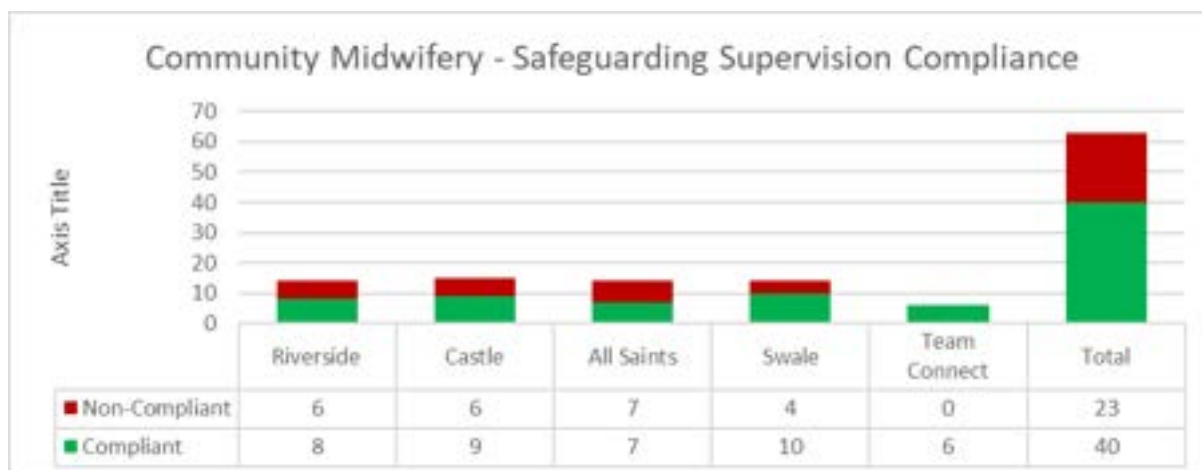 Community Midwifery - Safeguarding Supervision Compliance
Axis Title
70
60
50
40
30
20
10
0
Riverside Castle All Saints Swale Team Connect Total
Non-Compliant 6 6 7 4 0 23
Compliant 8 9 7 10 6 40